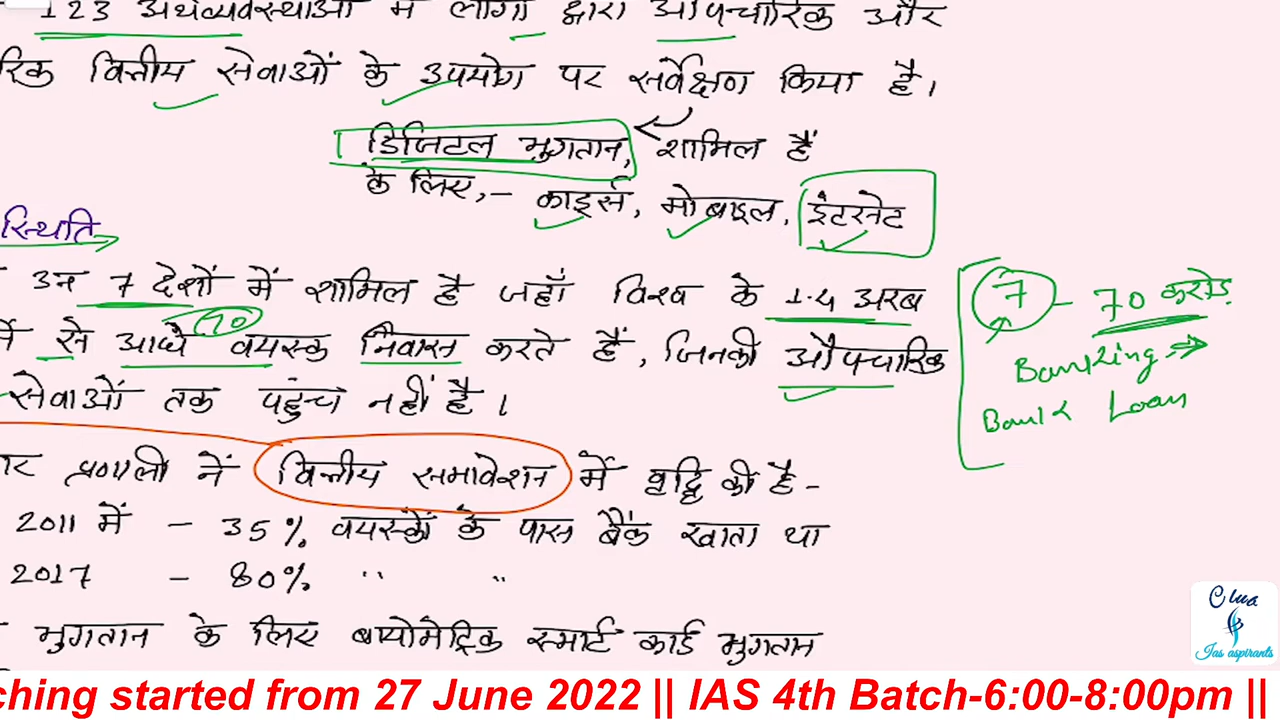 123 अर्थव्यवस्थाओं में लोगों द्वारा औपचारिक और
रिक वित्तीय सेवाओं के उपयोग पर सर्वेक्षण किया है।
डिजिटल भुगतान, शामिल हैं
के लिए,- कार्ड्स, मोबाइल, इंटरनेट
स्थिति
उन 7 देशों में शामिल है जहाँ विश्व के 1.4 अरब
70
में से आधे वयस्क निवास करते हैं, जिनकी औपचारिक
सेवाओं तक पहुंच नहीं है।
7 - 70 करोड़
Banking →
Bank Loan
प्रणाली ने वित्तीय समावेशन में वृद्धि की है -
2011 में - 35% वयस्कों के पास बैंक खाता था
2017 - 80% " "
भुगतान के लिए बायोमेट्रिक स्मार्ट कार्ड भुगतान
Clue
Ias aspirants
ching started from 27 June 2022 || IAS 4th Batch-6:00-8:00pm ||